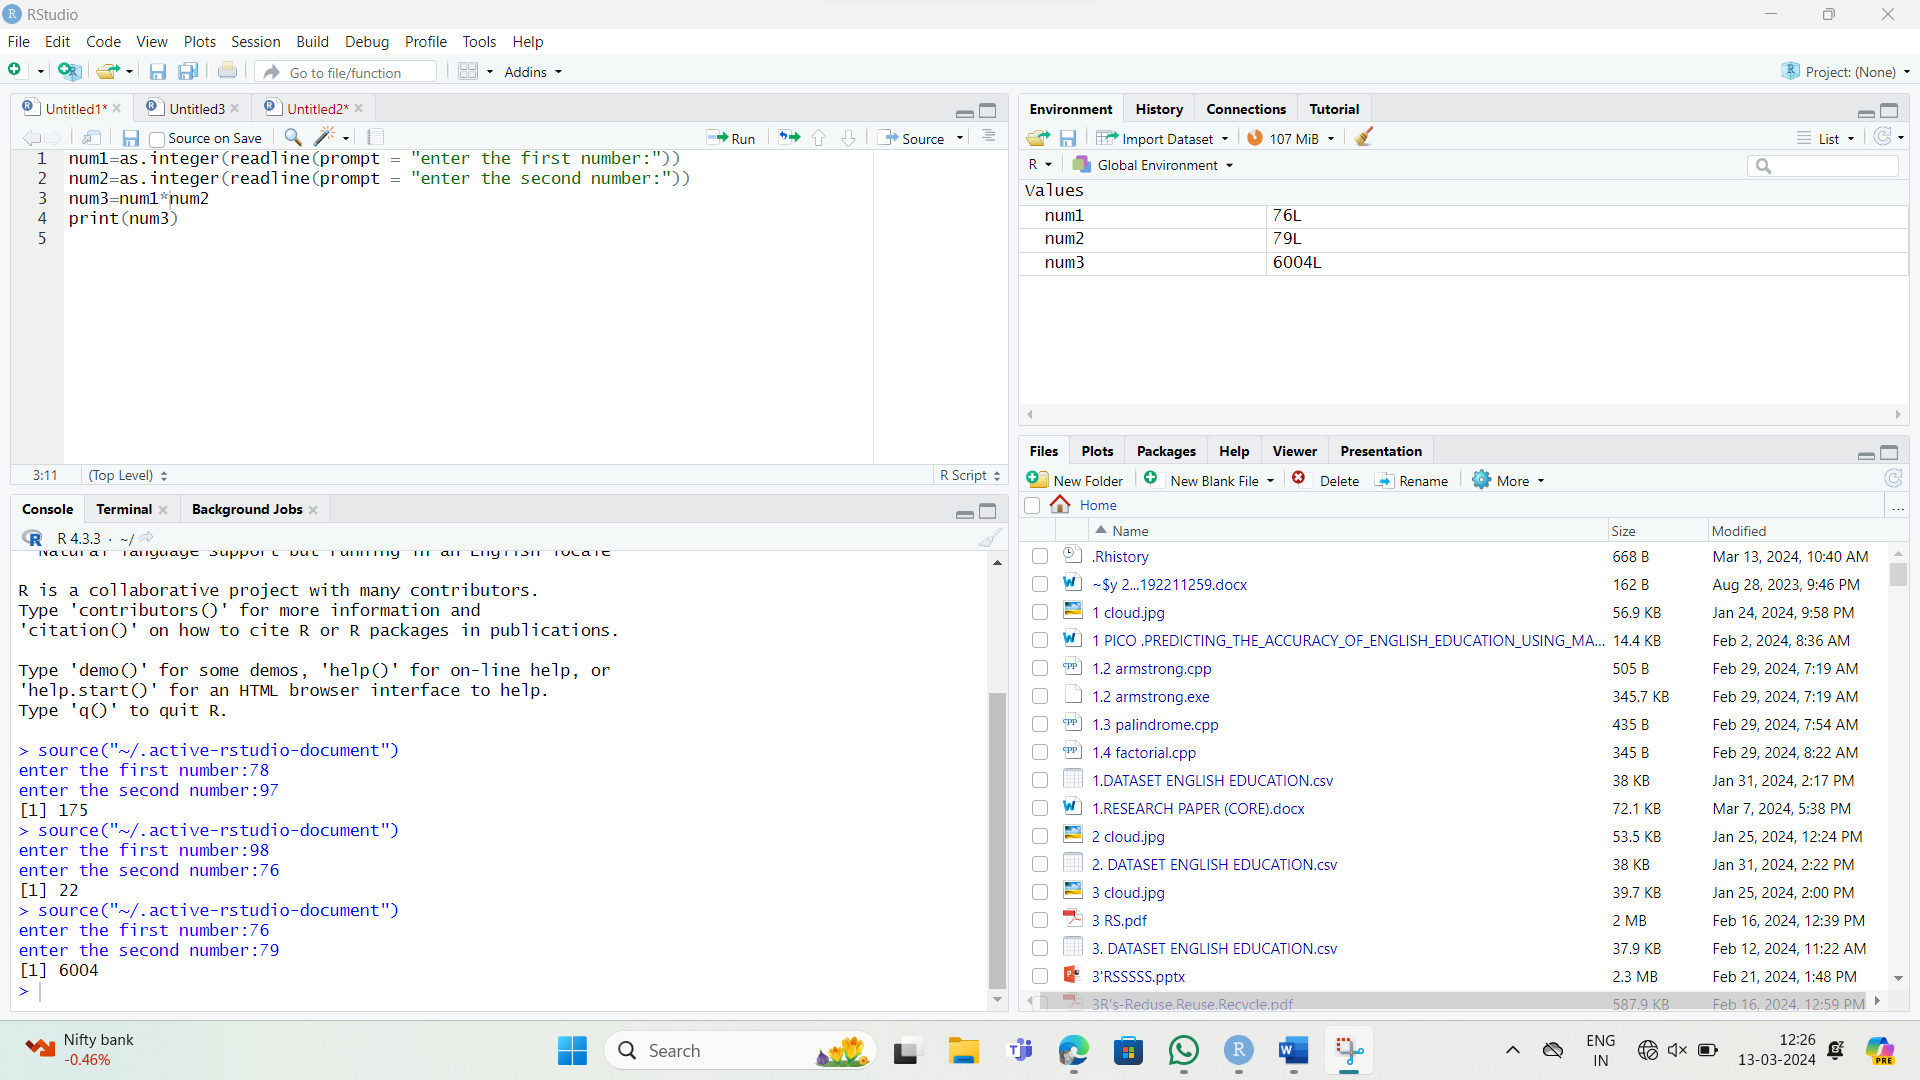 RStudio
File Edit Code View Plots Session Build Debug Profile Tools Help
Go to file/function Addins Project: (None)
Untitled1* Untitled3 Untitled2*
Source on Save Run Source
1 num1=as.integer(readline(prompt = "enter the first number:"))
2 num2=as.integer(readline(prompt = "enter the second number:"))
3 num3=num1*num2
4 print(num3)
5
3:11 (Top Level) R Script
Console Terminal Background Jobs
R 4.3.3 · ~/
Natural language support but running in an English locale
R is a collaborative project with many contributors.
Type 'contributors()' for more information and
'citation()' on how to cite R or R packages in publications.
Type 'demo()' for some demos, 'help()' for on-line help, or
'help.start()' for an HTML browser interface to help.
Type 'q()' to quit R.
> source("~/.active-rstudio-document")
enter the first number:78
enter the second number:97
[1] 175
> source("~/.active-rstudio-document")
enter the first number:98
enter the second number:76
[1] 22
> source("~/.active-rstudio-document")
enter the first number:76
enter the second number:79
[1] 6004
>
Environment History Connections Tutorial
Import Dataset 107 MiB List
R Global Environment
Values
num1 76L
num2 79L
num3 6004L
Files Plots Packages Help Viewer Presentation
New Folder New Blank File Delete Rename More
Home ...
Name Size Modified
.Rhistory 668 B Mar 13, 2024, 10:40 AM
~$y 2...192211259.docx 162 B Aug 28, 2023, 9:46 PM
1 cloud.jpg 56.9 KB Jan 24, 2024, 9:58 PM
1 PICO .PREDICTING_THE_ACCURACY_OF_ENGLISH_EDUCATION_USING_MA... 14.4 KB Feb 2, 2024, 8:36 AM
1.2 armstrong.cpp 505 B Feb 29, 2024, 7:19 AM
1.2 armstrong.exe 345.7 KB Feb 29, 2024, 7:19 AM
1.3 palindrome.cpp 435 B Feb 29, 2024, 7:54 AM
1.4 factorial.cpp 345 B Feb 29, 2024, 8:22 AM
1.DATASET ENGLISH EDUCATION.csv 38 KB Jan 31, 2024, 2:17 PM
1.RESEARCH PAPER (CORE).docx 72.1 KB Mar 7, 2024, 5:38 PM
2 cloud.jpg 53.5 KB Jan 25, 2024, 12:24 PM
2. DATASET ENGLISH EDUCATION.csv 38 KB Jan 31, 2024, 2:22 PM
3 cloud.jpg 39.7 KB Jan 25, 2024, 2:00 PM
3 RS.pdf 2 MB Feb 16, 2024, 12:39 PM
3. DATASET ENGLISH EDUCATION.csv 37.9 KB Feb 12, 2024, 11:22 AM
3'RSSSSS.pptx 2.3 MB Feb 21, 2024, 1:48 PM
3R's-Reduse,Reuse,Recycle.pdf 587.9 KB Feb 16, 2024, 12:59 PM
Nifty bank
-0.46%
Search
ENG
IN
12:26
13-03-2024
PRE